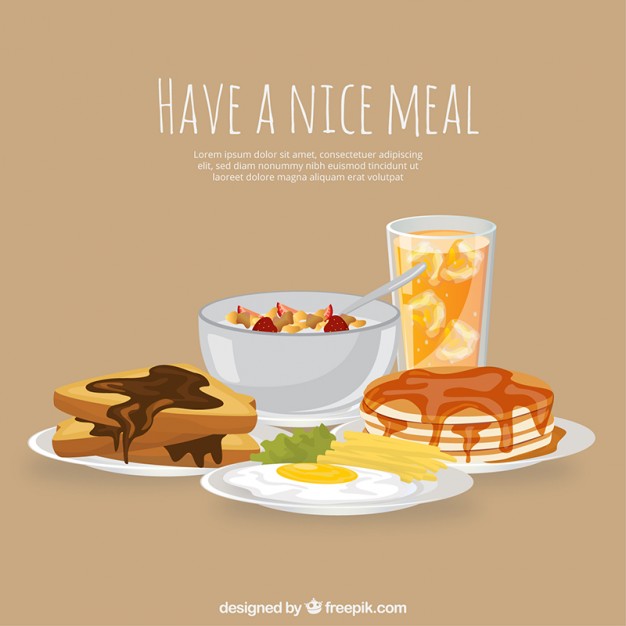 HAVE A NICE MEAL
Lorem ipsum dolor sit amet, consectetuer adipiscing
elit, sed diam nonummy nibh euismod tincidunt ut
laoreet dolore magna aliquam erat volutpat
designed by freepik.com